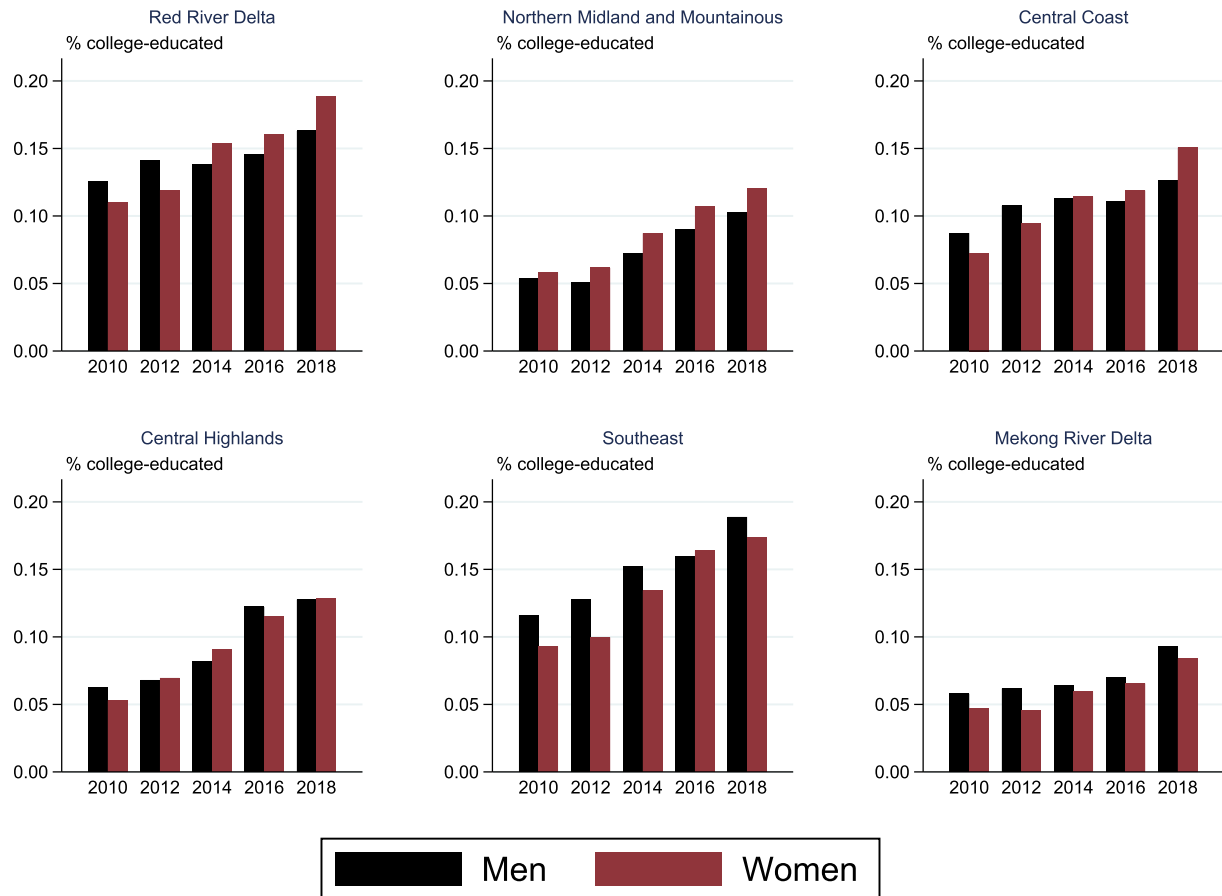 Red River Delta
% college-educated
0.20
0.15
0.10
0.05
0.00
2010 2012 2014 2016 2018
Northern Midland and Mountainous
% college-educated
0.20
0.15
0.10
0.05
0.00
2010 2012 2014 2016 2018
Central Coast
% college-educated
0.20
0.15
0.10
0.05
0.00
2010 2012 2014 2016 2018
Central Highlands
% college-educated
0.20
0.15
0.10
0.05
0.00
2010 2012 2014 2016 2018
Southeast
% college-educated
0.20
0.15
0.10
0.05
0.00
2010 2012 2014 2016 2018
Mekong River Delta
% college-educated
0.20
0.15
0.10
0.05
0.00
2010 2012 2014 2016 2018
Men Women